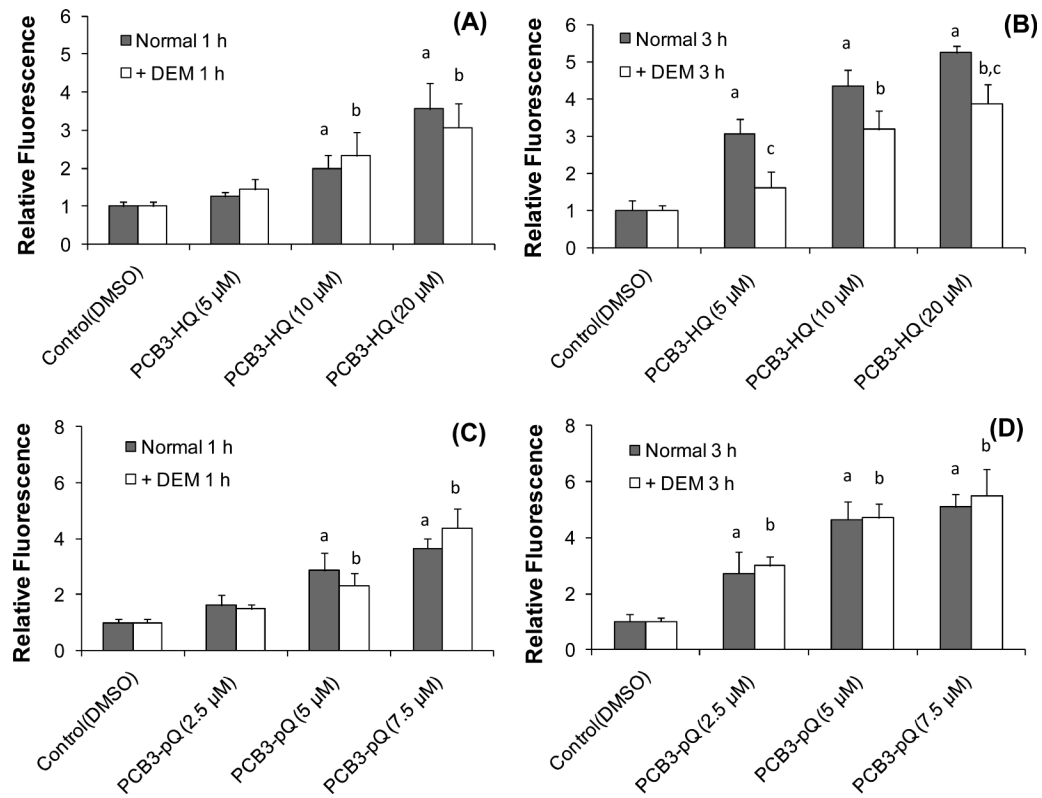 (A)
Relative Fluorescence
6
5
4
3
2
1
0
Normal 1 h
+ DEM 1 h
a
b
a
b
Control(DMSO)
PCB3-HQ (5 µM)
PCB3-HQ (10 µM)
PCB3-HQ (20 µM)
(B)
Relative Fluorescence
6
5
4
3
2
1
0
Normal 3 h
+ DEM 3 h
a
c
a
b
a
b,c
Control(DMSO)
PCB3-HQ (5 µM)
PCB3-HQ (10 µM)
PCB3-HQ (20 µM)
(C)
Relative Fluorescence
8
6
4
2
0
Normal 1 h
+ DEM 1 h
a
b
a
b
Control(DMSO)
PCB3-pQ (2.5 µM)
PCB3-pQ (5 µM)
PCB3-pQ (7.5 µM)
(D)
Relative Fluorescence
8
6
4
2
0
Normal 3 h
+ DEM 3 h
a
b
a
b
a
b
Control(DMSO)
PCB3-pQ (2.5 µM)
PCB3-pQ (5 µM)
PCB3-pQ (7.5 µM)